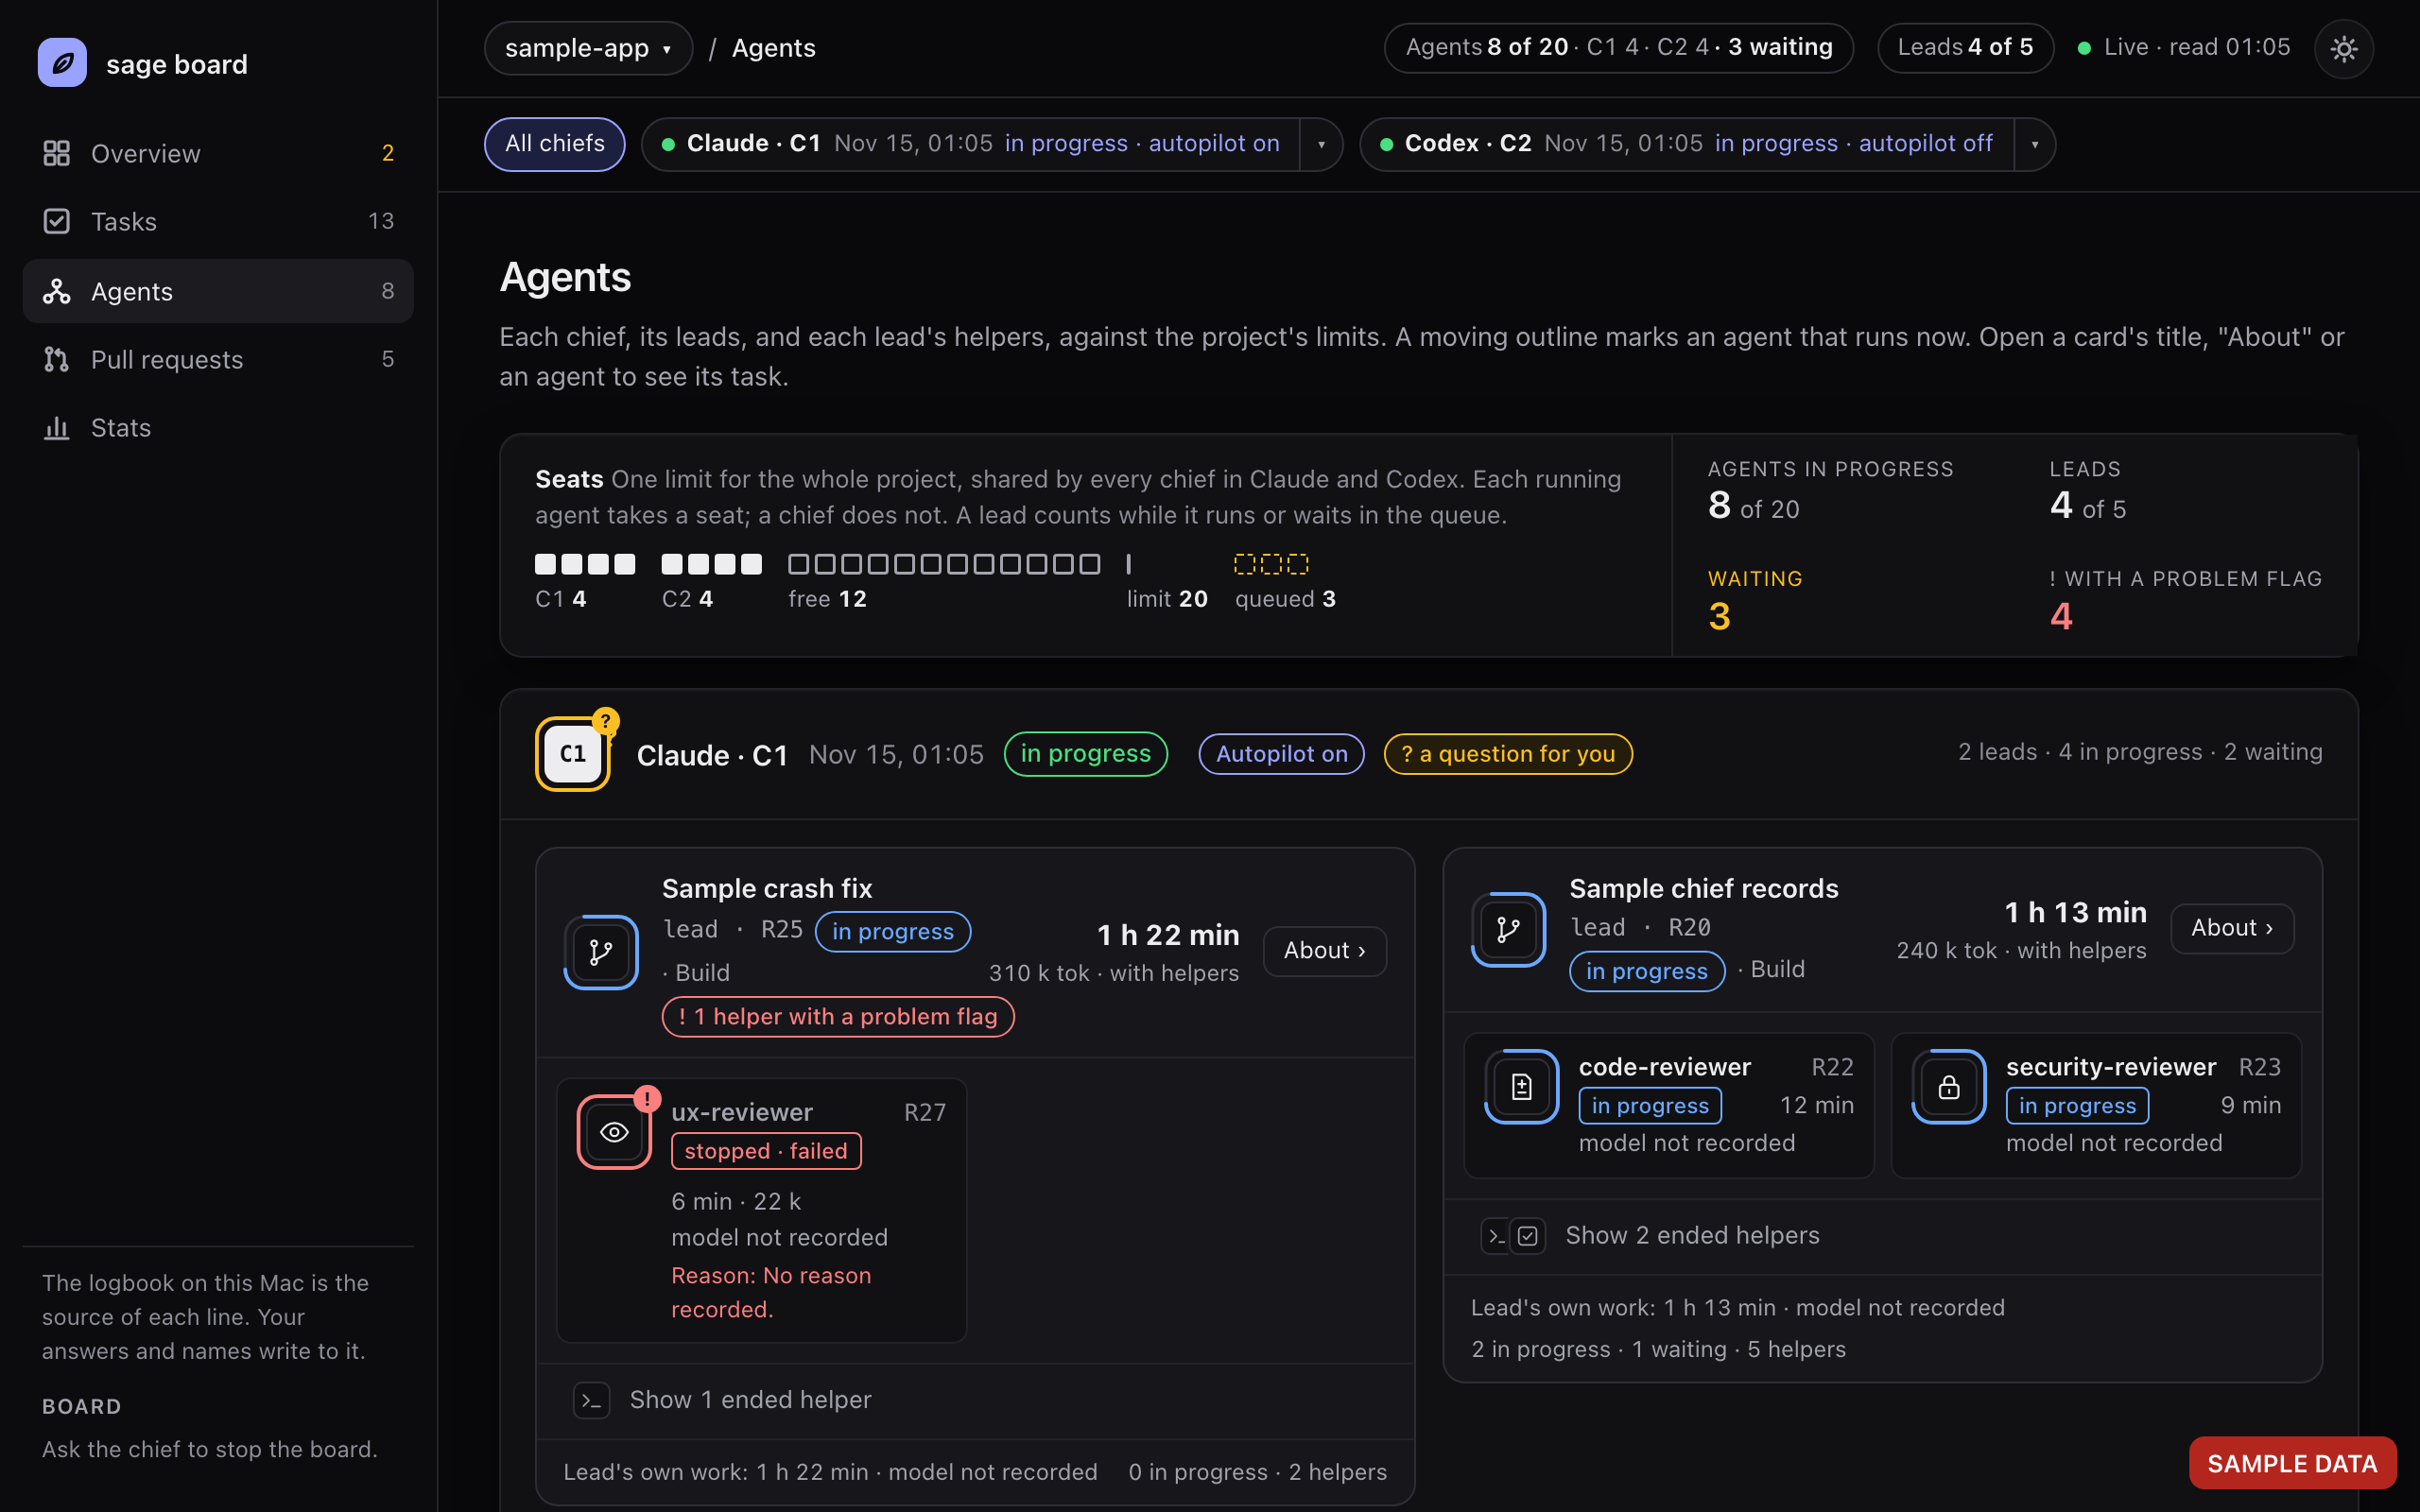 sage board
Overview 2
Tasks 13
Agents 8
Pull requests 5
Stats
The logbook on this Mac is the
source of each line. Your
answers and names write to it.
BOARD
Ask the chief to stop the board.
sample-app ▾ / Agents
Agents 8 of 20 · C1 4 · C2 4 · 3 waiting
Leads 4 of 5
Live · read 01:05
All chiefs
Claude · C1 Nov 15, 01:05 in progress · autopilot on ▾
Codex · C2 Nov 15, 01:05 in progress · autopilot off ▾
Agents
Each chief, its leads, and each lead's helpers, against the project's limits. A moving outline marks an agent that runs now. Open a card's title, "About" or
an agent to see its task.
Seats One limit for the whole project, shared by every chief in Claude and Codex. Each running
agent takes a seat; a chief does not. A lead counts while it runs or waits in the queue.
C1 4
C2 4
free 12
limit 20
queued 3
AGENTS IN PROGRESS
8 of 20
LEADS
4 of 5
WAITING
3
! WITH A PROBLEM FLAG
4
C1
?
Claude · C1 Nov 15, 01:05 in progress Autopilot on ? a question for you
2 leads · 4 in progress · 2 waiting
Sample crash fix
lead · R25 in progress
· Build
! 1 helper with a problem flag
1 h 22 min
310 k tok · with helpers
About ›
!
ux-reviewer R27
stopped · failed
6 min · 22 k
model not recorded
Reason: No reason
recorded.
Show 1 ended helper
Lead's own work: 1 h 22 min · model not recorded
0 in progress · 2 helpers
Sample chief records
lead · R20
in progress · Build
1 h 13 min
240 k tok · with helpers
About ›
code-reviewer R22
in progress 12 min
model not recorded
security-reviewer R23
in progress 9 min
model not recorded
Show 2 ended helpers
Lead's own work: 1 h 13 min · model not recorded
2 in progress · 1 waiting · 5 helpers
SAMPLE DATA